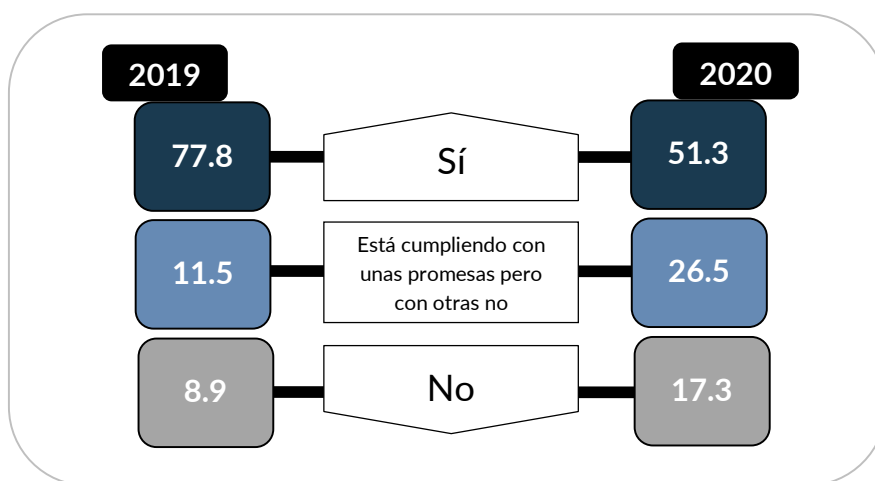 2019
2020
77.8
Sí
51.3
11.5
Está cumpliendo con
unas promesas pero
con otras no
26.5
8.9
No
17.3